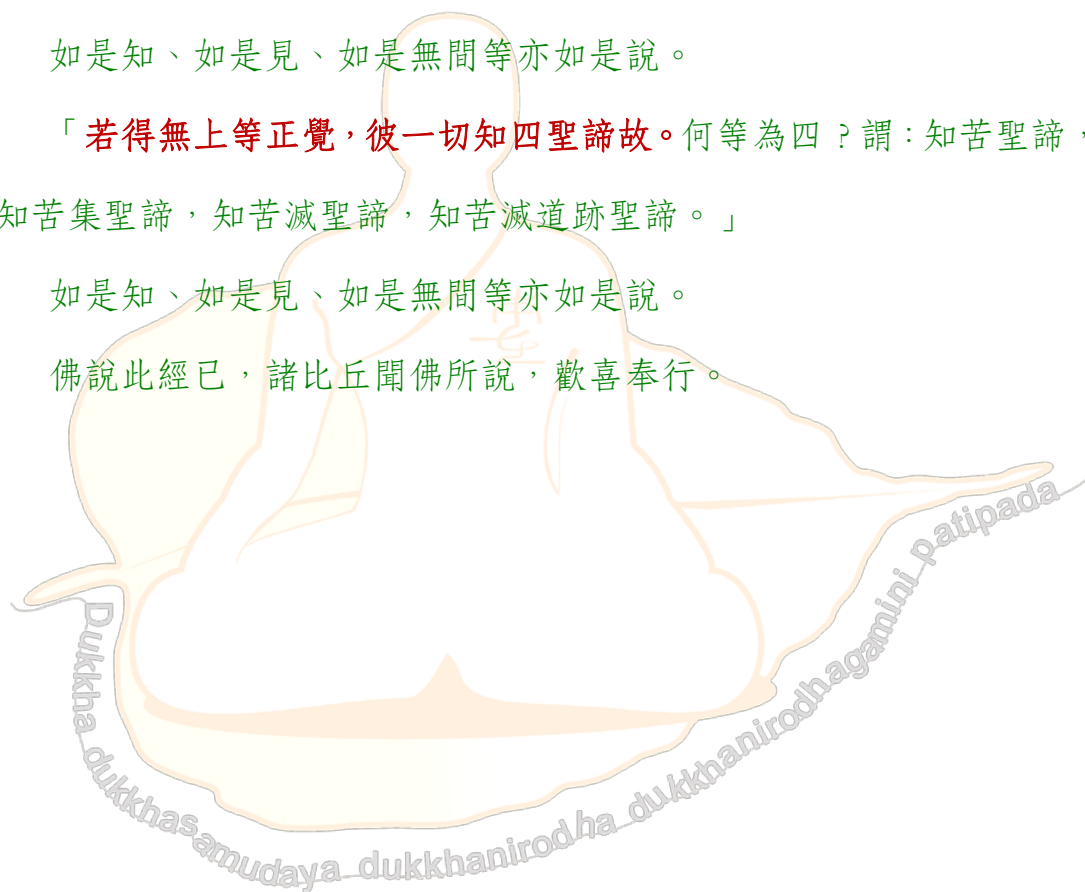 如是知、如是見、如是無間等亦如是說。
「若得無上等正覺，彼一切知四聖諦故。何等為四？謂：知苦聖諦，
知苦集聖諦，知苦滅聖諦，知苦滅道跡聖諦。」
如是知、如是見、如是無間等亦如是說。
佛說此經已，諸比丘聞佛所說，歡喜奉行。
Dukkha dukkhasamudaya dukkhanirodha dukkhanirodhagamini patipada